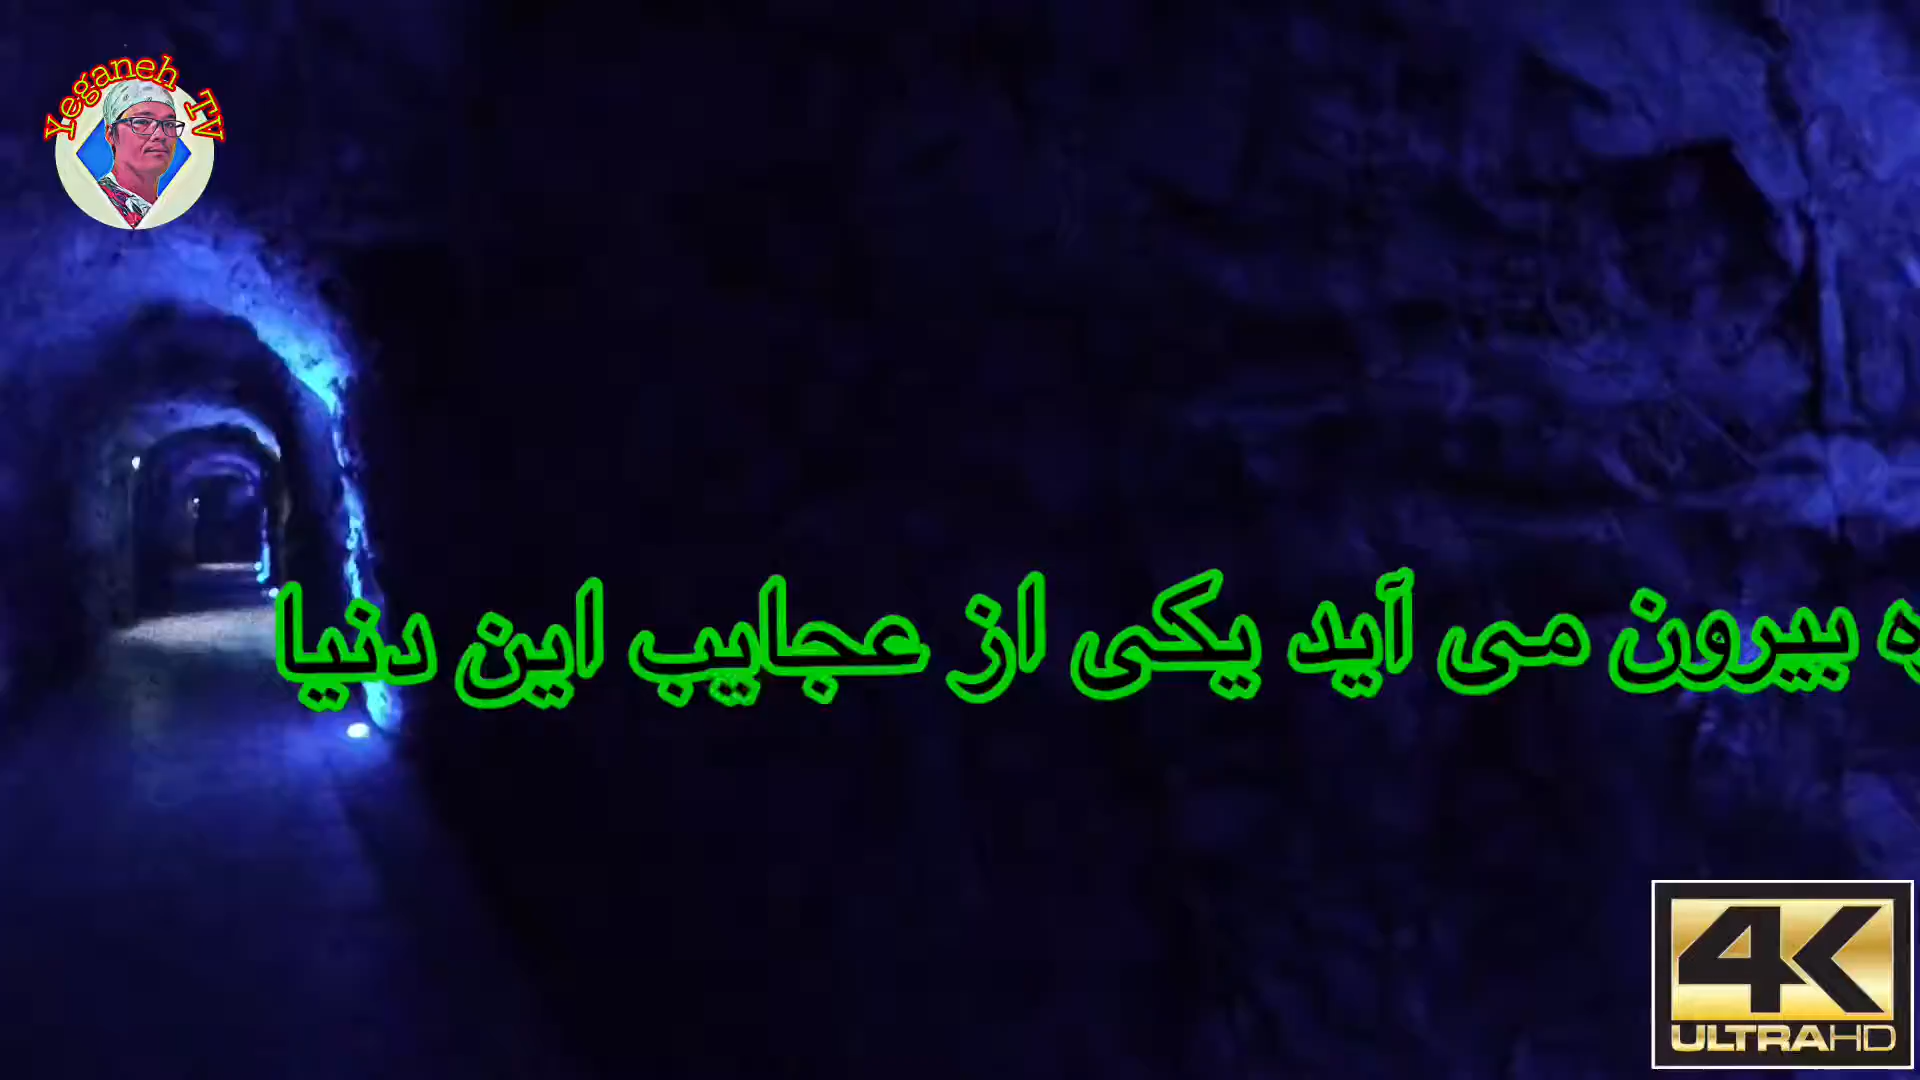 Yeganeh Tv
بیرون می آید یکی از عجایب این دنیا
4K
ULTRAHD